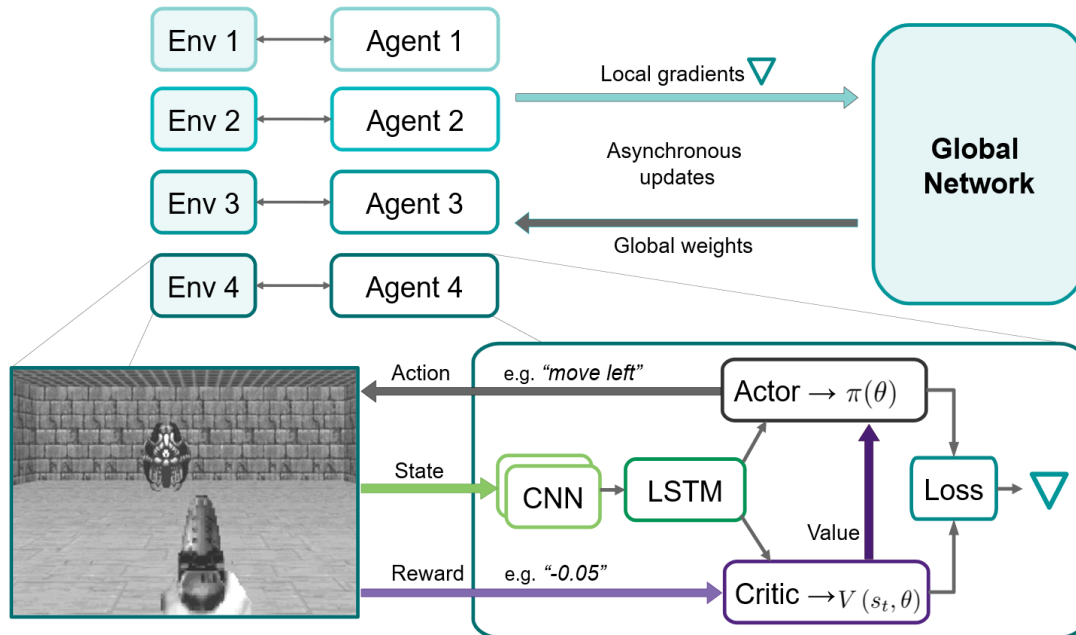 Env 1
Agent 1
Env 2
Agent 2
Env 3
Agent 3
Env 4
Agent 4
Local gradients
Asynchronous
updates
Global weights
Global
Network
Action
e.g. “move left”
Actor → π(θ)
State
CNN
LSTM
Loss
Value
Reward
e.g. “-0.05”
Critic → V (s_t, θ)